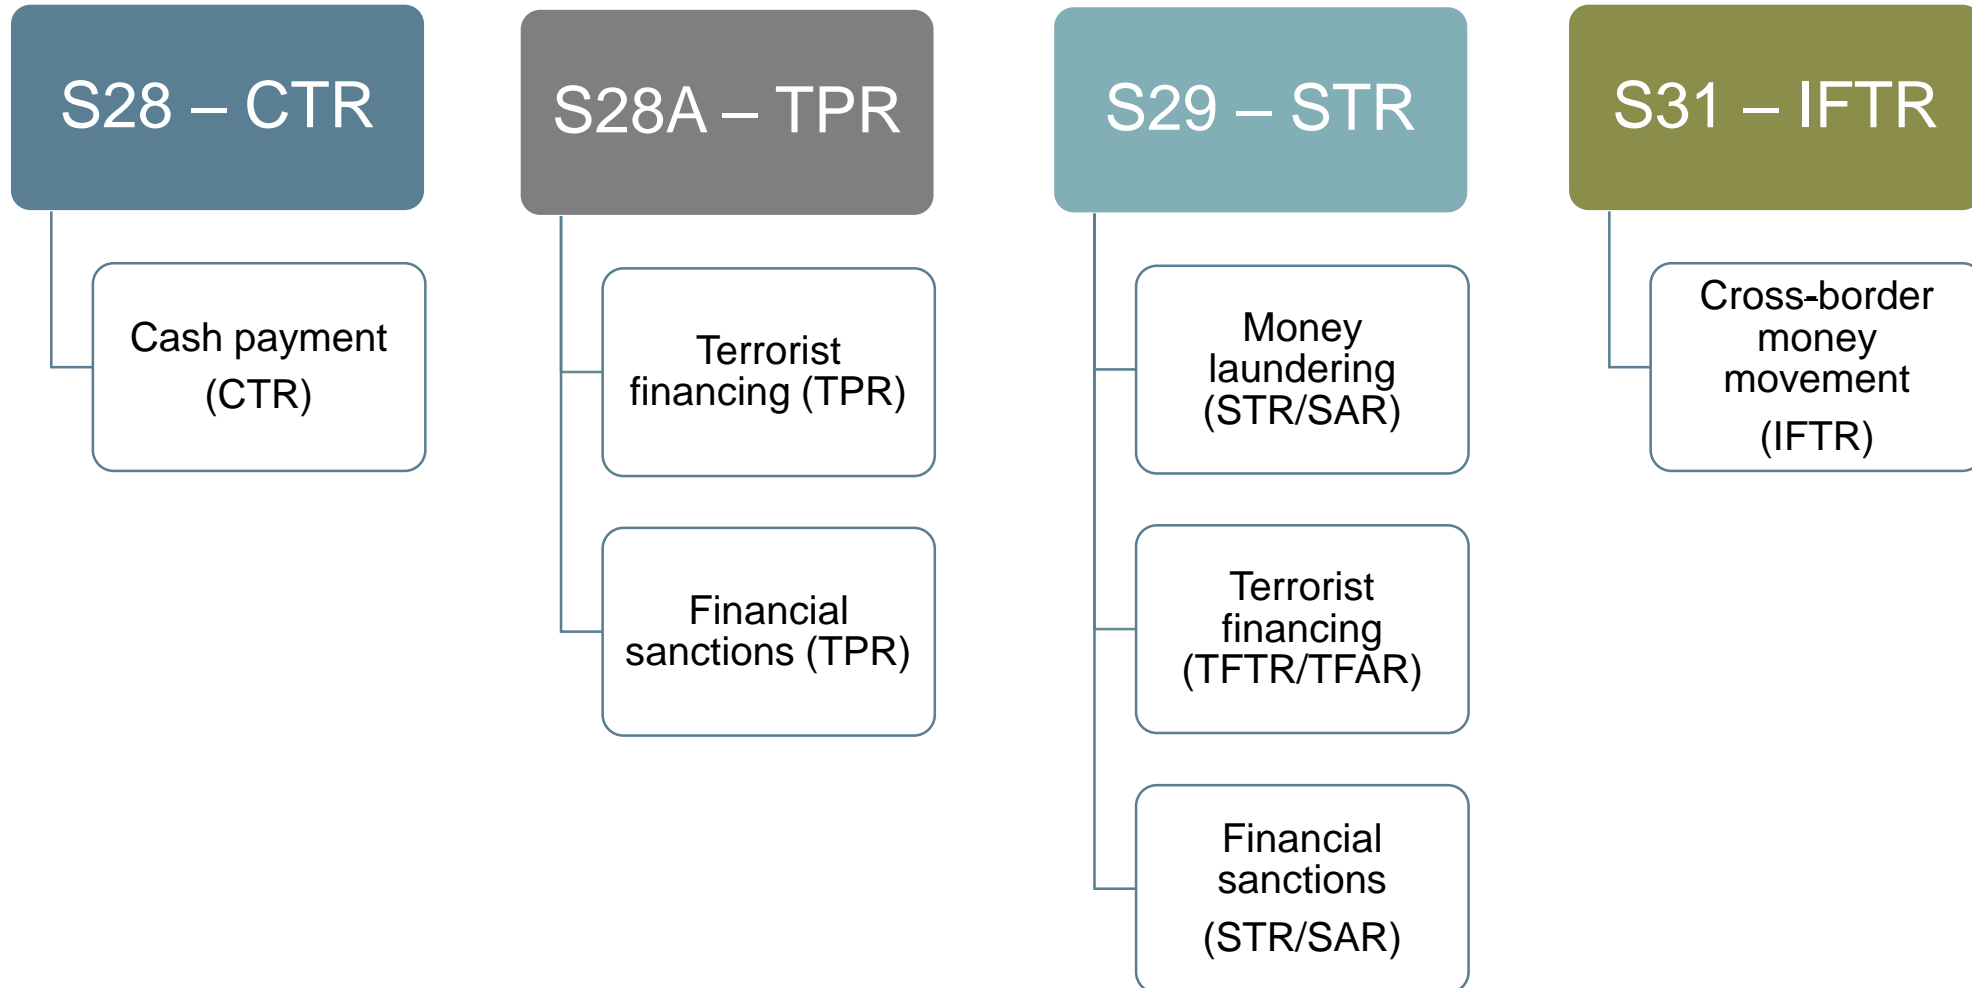 S28 – CTR
Cash payment
(CTR)
S28A – TPR
Terrorist
financing (TPR)
Financial
sanctions (TPR)
S29 – STR
Money
laundering
(STR/SAR)
Terrorist
financing
(TFTR/TFAR)
Financial
sanctions
(STR/SAR)
S31 – IFTR
Cross-border
money
movement
(IFTR)